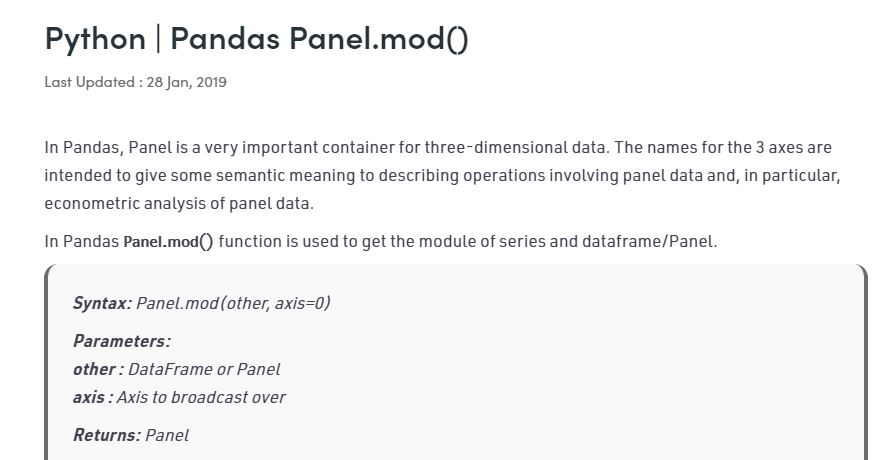 Python | Pandas Panel.mod()
Last Updated : 28 Jan, 2019
In Pandas, Panel is a very important container for three-dimensional data. The names for the 3 axes are
intended to give some semantic meaning to describing operations involving panel data and, in particular,
econometric analysis of panel data.
In Pandas Panel.mod() function is used to get the module of series and dataframe/Panel.
Syntax: Panel.mod(other, axis=0)
Parameters:
other : DataFrame or Panel
axis : Axis to broadcast over
Returns: Panel